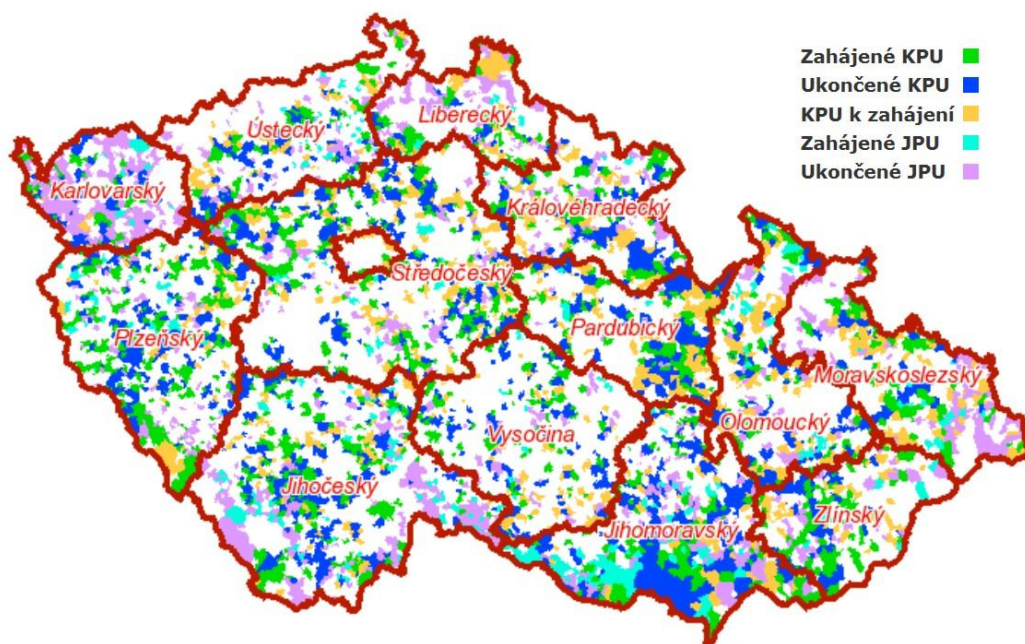 Zahájené KPU
Ukončené KPU
KPU k zahájení
Zahájené JPU
Ukončené JPU
Liberecký
Ústecký
Karlovarský
Královéhradecký
Středočeský
Plzeňský
Pardubický
Moravskoslezský
Olomoucký
Vysočina
Jihočeský
Zlínský
Jihomoravský